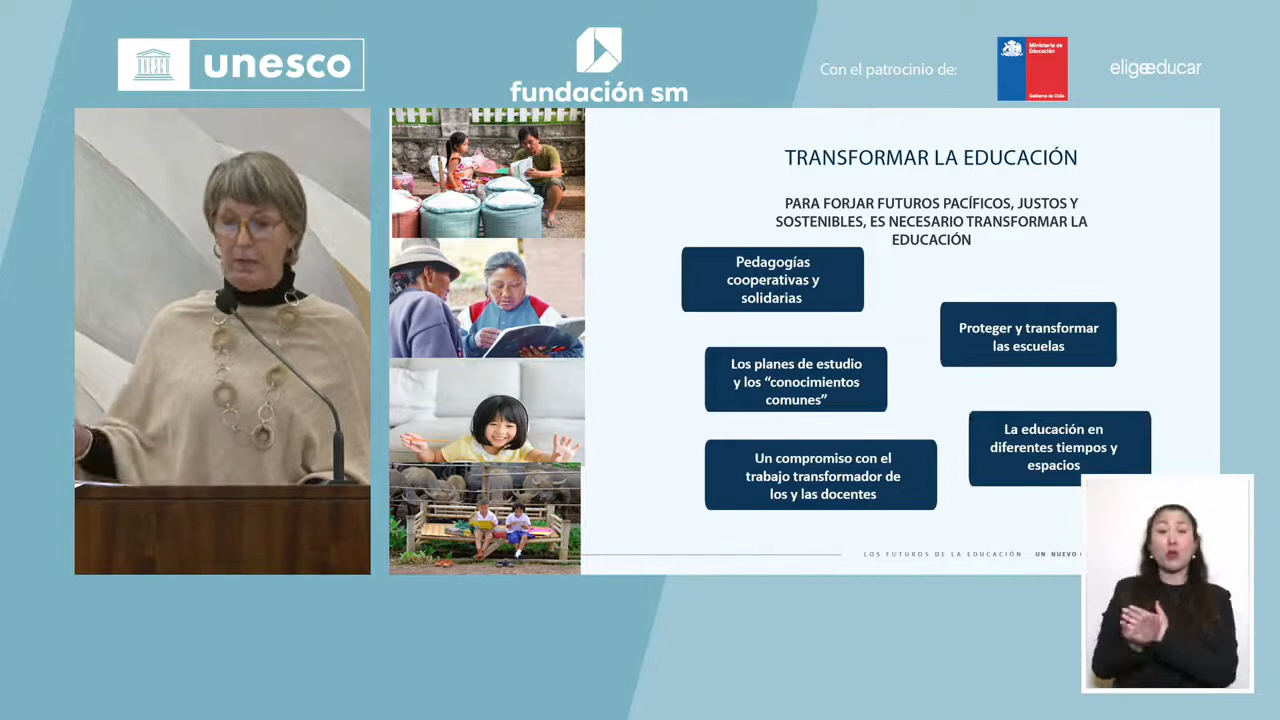 unesco
fundación sm
Con el patrocinio de:
Ministerio de
Educación
Gobierno de Chile
eligeeducar
TRANSFORMAR LA EDUCACIÓN
PARA FORJAR FUTUROS PACÍFICOS, JUSTOS Y
SOSTENIBLES, ES NECESARIO TRANSFORMAR LA
EDUCACIÓN
Pedagogías
cooperativas y
solidarias
Proteger y transformar
las escuelas
Los planes de estudio
y los “conocimientos
comunes”
La educación en
diferentes tiempos y
espacios
Un compromiso con el
trabajo transformador de
los y las docentes
LOS FUTUROS DE LA EDUCACIÓN UN NUEVO